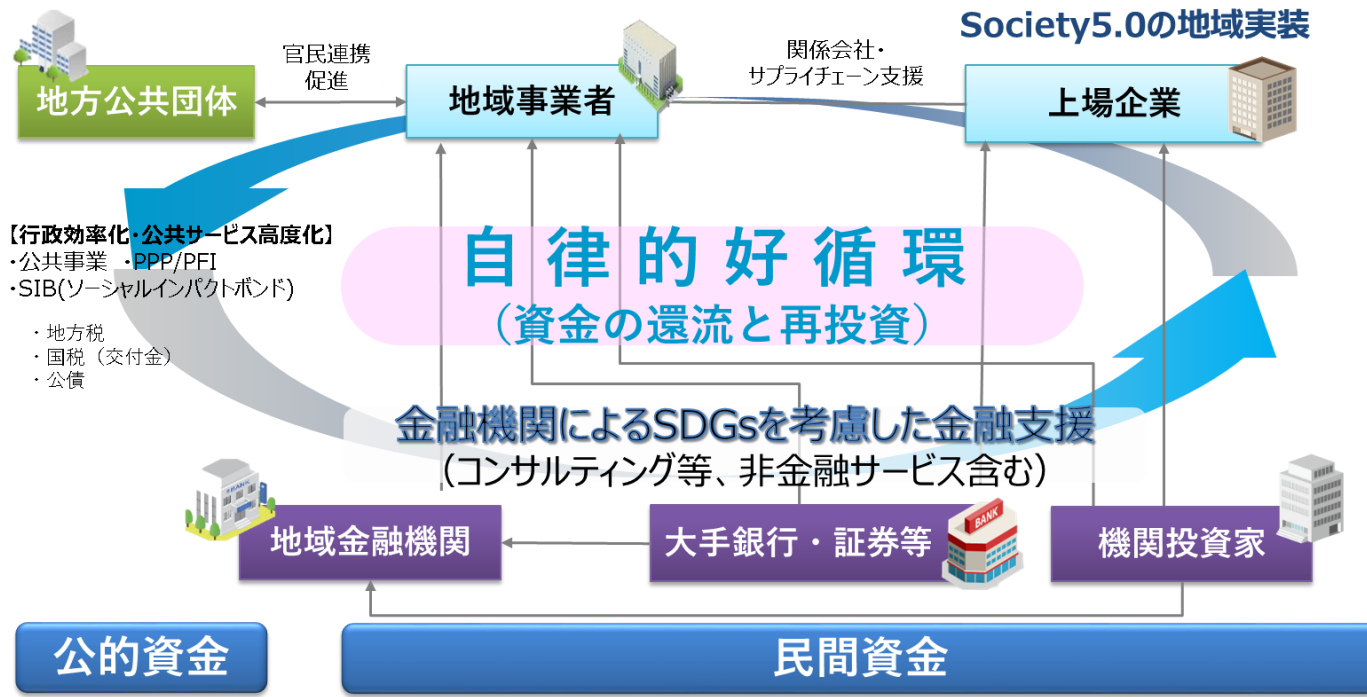 Society5.0の地域実装
地方公共団体
官民連携
促進
地域事業者
関係会社・
サプライチェーン支援
上場企業
【行政効率化・公共サービス高度化】
・公共事業 ・PPP/PFI
・SIB(ソーシャルインパクトボンド)
・地方税
・国税（交付金）
・公債
自律的好循環
（資金の還流と再投資）
金融機関によるSDGsを考慮した金融支援
（コンサルティング等、非金融サービス含む）
BANK
地域金融機関
大手銀行・証券等
BANK
機関投資家
公的資金
民間資金